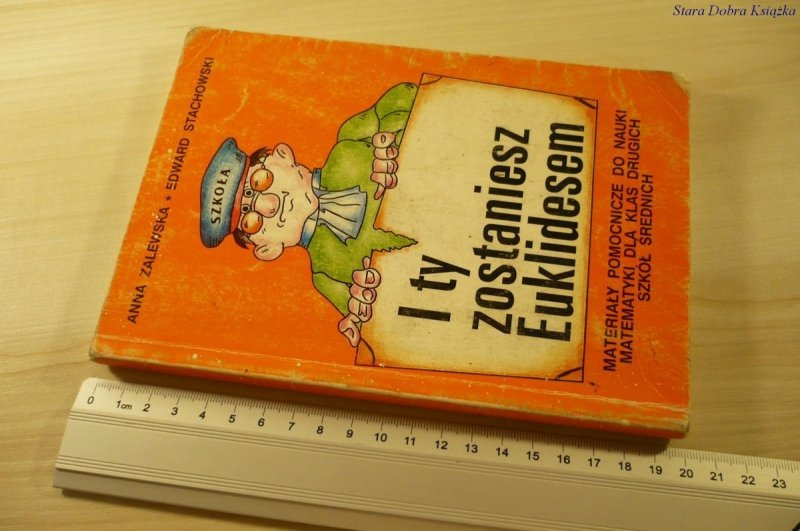 Stara Dobra Książka
ANNA ZALEWSKA * EDWARD STACHOWSKI
SZKOŁA
I ty
zostaniesz
Euklidesem
MATERIAŁY POMOCNICZE DO NAUKI
MATEMATYKI DLA KLAS DRUGICH
SZKÓŁ ŚREDNICH
0 1cm 2 3 4 5 6 7 8 9 10 11 12 13 14 15 16 17 18 19 20 21 22 23